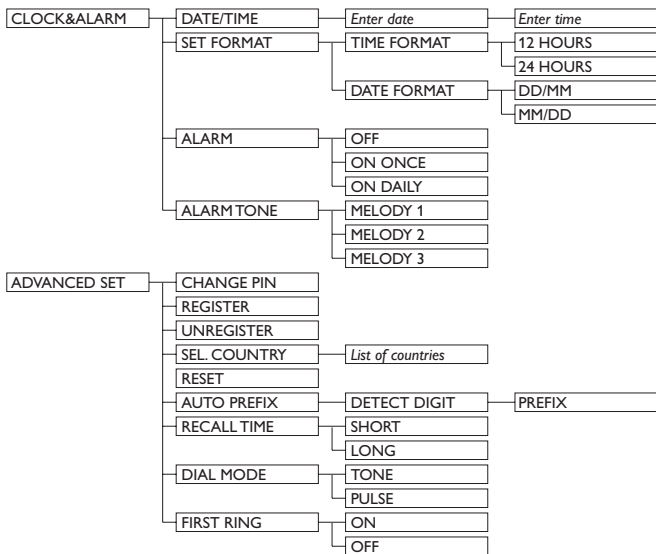 CLOCK&ALARM DATE/TIME Enter date Enter time
SET FORMAT TIME FORMAT 12 HOURS
24 HOURS
DATE FORMAT DD/MM
MM/DD
ALARM OFF
ON ONCE
ON DAILY
ALARM TONE MELODY 1
MELODY 2
MELODY 3
ADVANCED SET CHANGE PIN
REGISTER
UNREGISTER
SEL. COUNTRY List of countries
RESET
AUTO PREFIX DETECT DIGIT PREFIX
RECALL TIME SHORT
LONG
DIAL MODE TONE
PULSE
FIRST RING ON
OFF